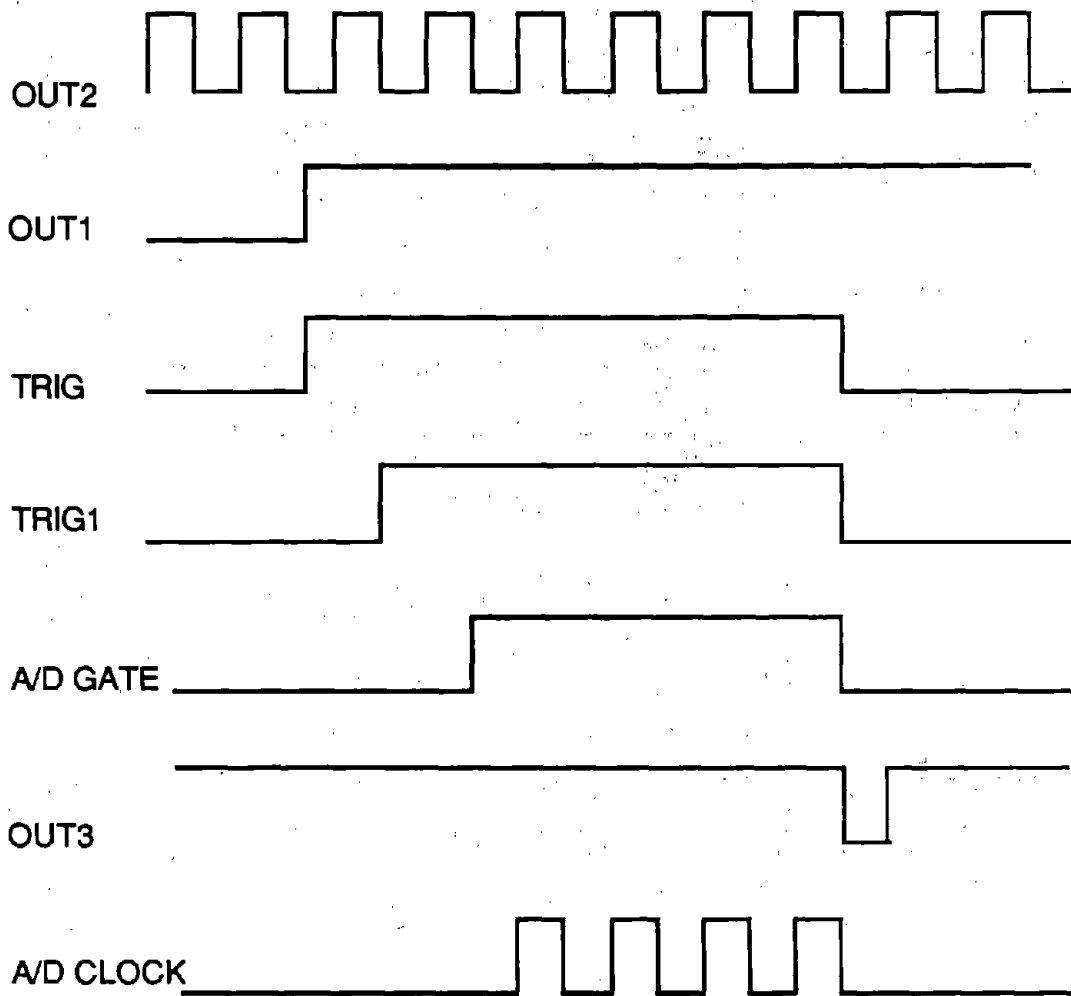 OUT2
OUT1
TRIG
TRIG1
A/D GATE
OUT3
A/D CLOCK